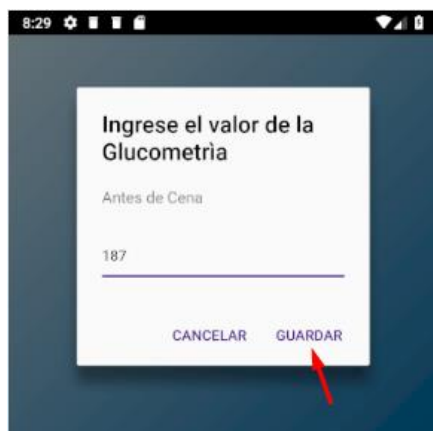 8:29
Ingrese el valor de la
Glucometrìa
Antes de Cena
187
CANCELAR GUARDAR